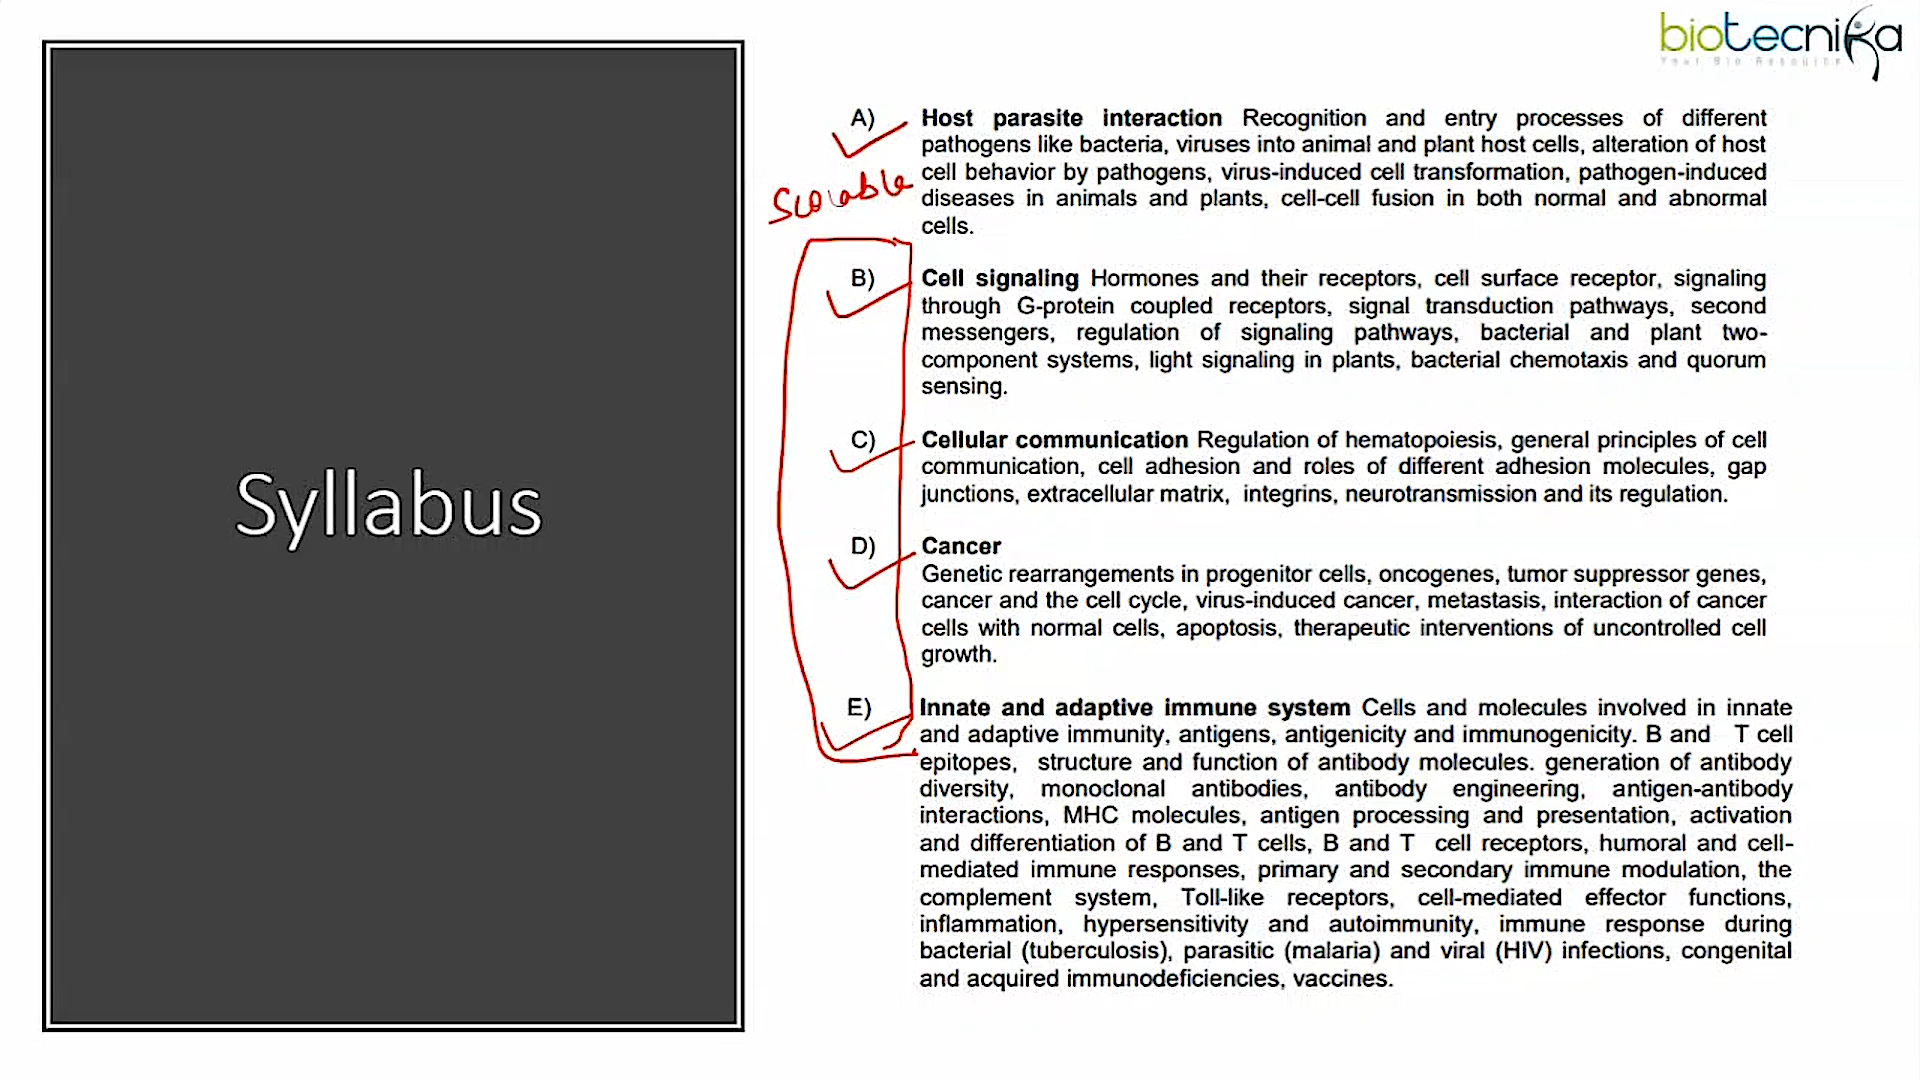 biotecnika
Your Bio Resource
Syllabus
A) Host parasite interaction Recognition and entry processes of different
pathogens like bacteria, viruses into animal and plant host cells, alteration of host
Scorable
cell behavior by pathogens, virus-induced cell transformation, pathogen-induced
diseases in animals and plants, cell-cell fusion in both normal and abnormal
cells.
B) Cell signaling Hormones and their receptors, cell surface receptor, signaling
through G-protein coupled receptors, signal transduction pathways, second
messengers, regulation of signaling pathways, bacterial and plant two-
component systems, light signaling in plants, bacterial chemotaxis and quorum
sensing.
C) Cellular communication Regulation of hematopoiesis, general principles of cell
communication, cell adhesion and roles of different adhesion molecules, gap
junctions, extracellular matrix, integrins, neurotransmission and its regulation.
D) Cancer
Genetic rearrangements in progenitor cells, oncogenes, tumor suppressor genes,
cancer and the cell cycle, virus-induced cancer, metastasis, interaction of cancer
cells with normal cells, apoptosis, therapeutic interventions of uncontrolled cell
growth.
E) Innate and adaptive immune system Cells and molecules involved in innate
and adaptive immunity, antigens, antigenicity and immunogenicity. B and T cell
epitopes, structure and function of antibody molecules. generation of antibody
diversity, monoclonal antibodies, antibody engineering, antigen-antibody
interactions, MHC molecules, antigen processing and presentation, activation
and differentiation of B and T cells, B and T cell receptors, humoral and cell-
mediated immune responses, primary and secondary immune modulation, the
complement system, Toll-like receptors, cell-mediated effector functions,
inflammation, hypersensitivity and autoimmunity, immune response during
bacterial (tuberculosis), parasitic (malaria) and viral (HIV) infections, congenital
and acquired immunodeficiencies, vaccines.